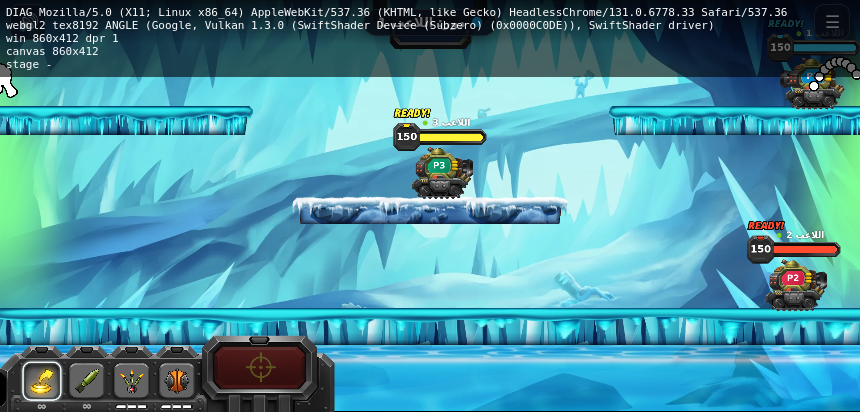 DIAG Mozilla/5.0 (X11; Linux x86_64) AppleWebKit/537.36 (KHTML, like Gecko) HeadlessChrome/131.0.6778.33 Safari/537.36
webgl2 tex8192 ANGLE (Google, Vulkan 1.3.0 (SwiftShader Device (Subzero) (0x0000C0DE)), SwiftShader driver)
win 860x412 dpr 1
canvas 860x412
stage -
READY!
اللاعب 1
150
READY!
اللاعب 3
150
P3
READY!
اللاعب 2
150
P2
∞ ∞